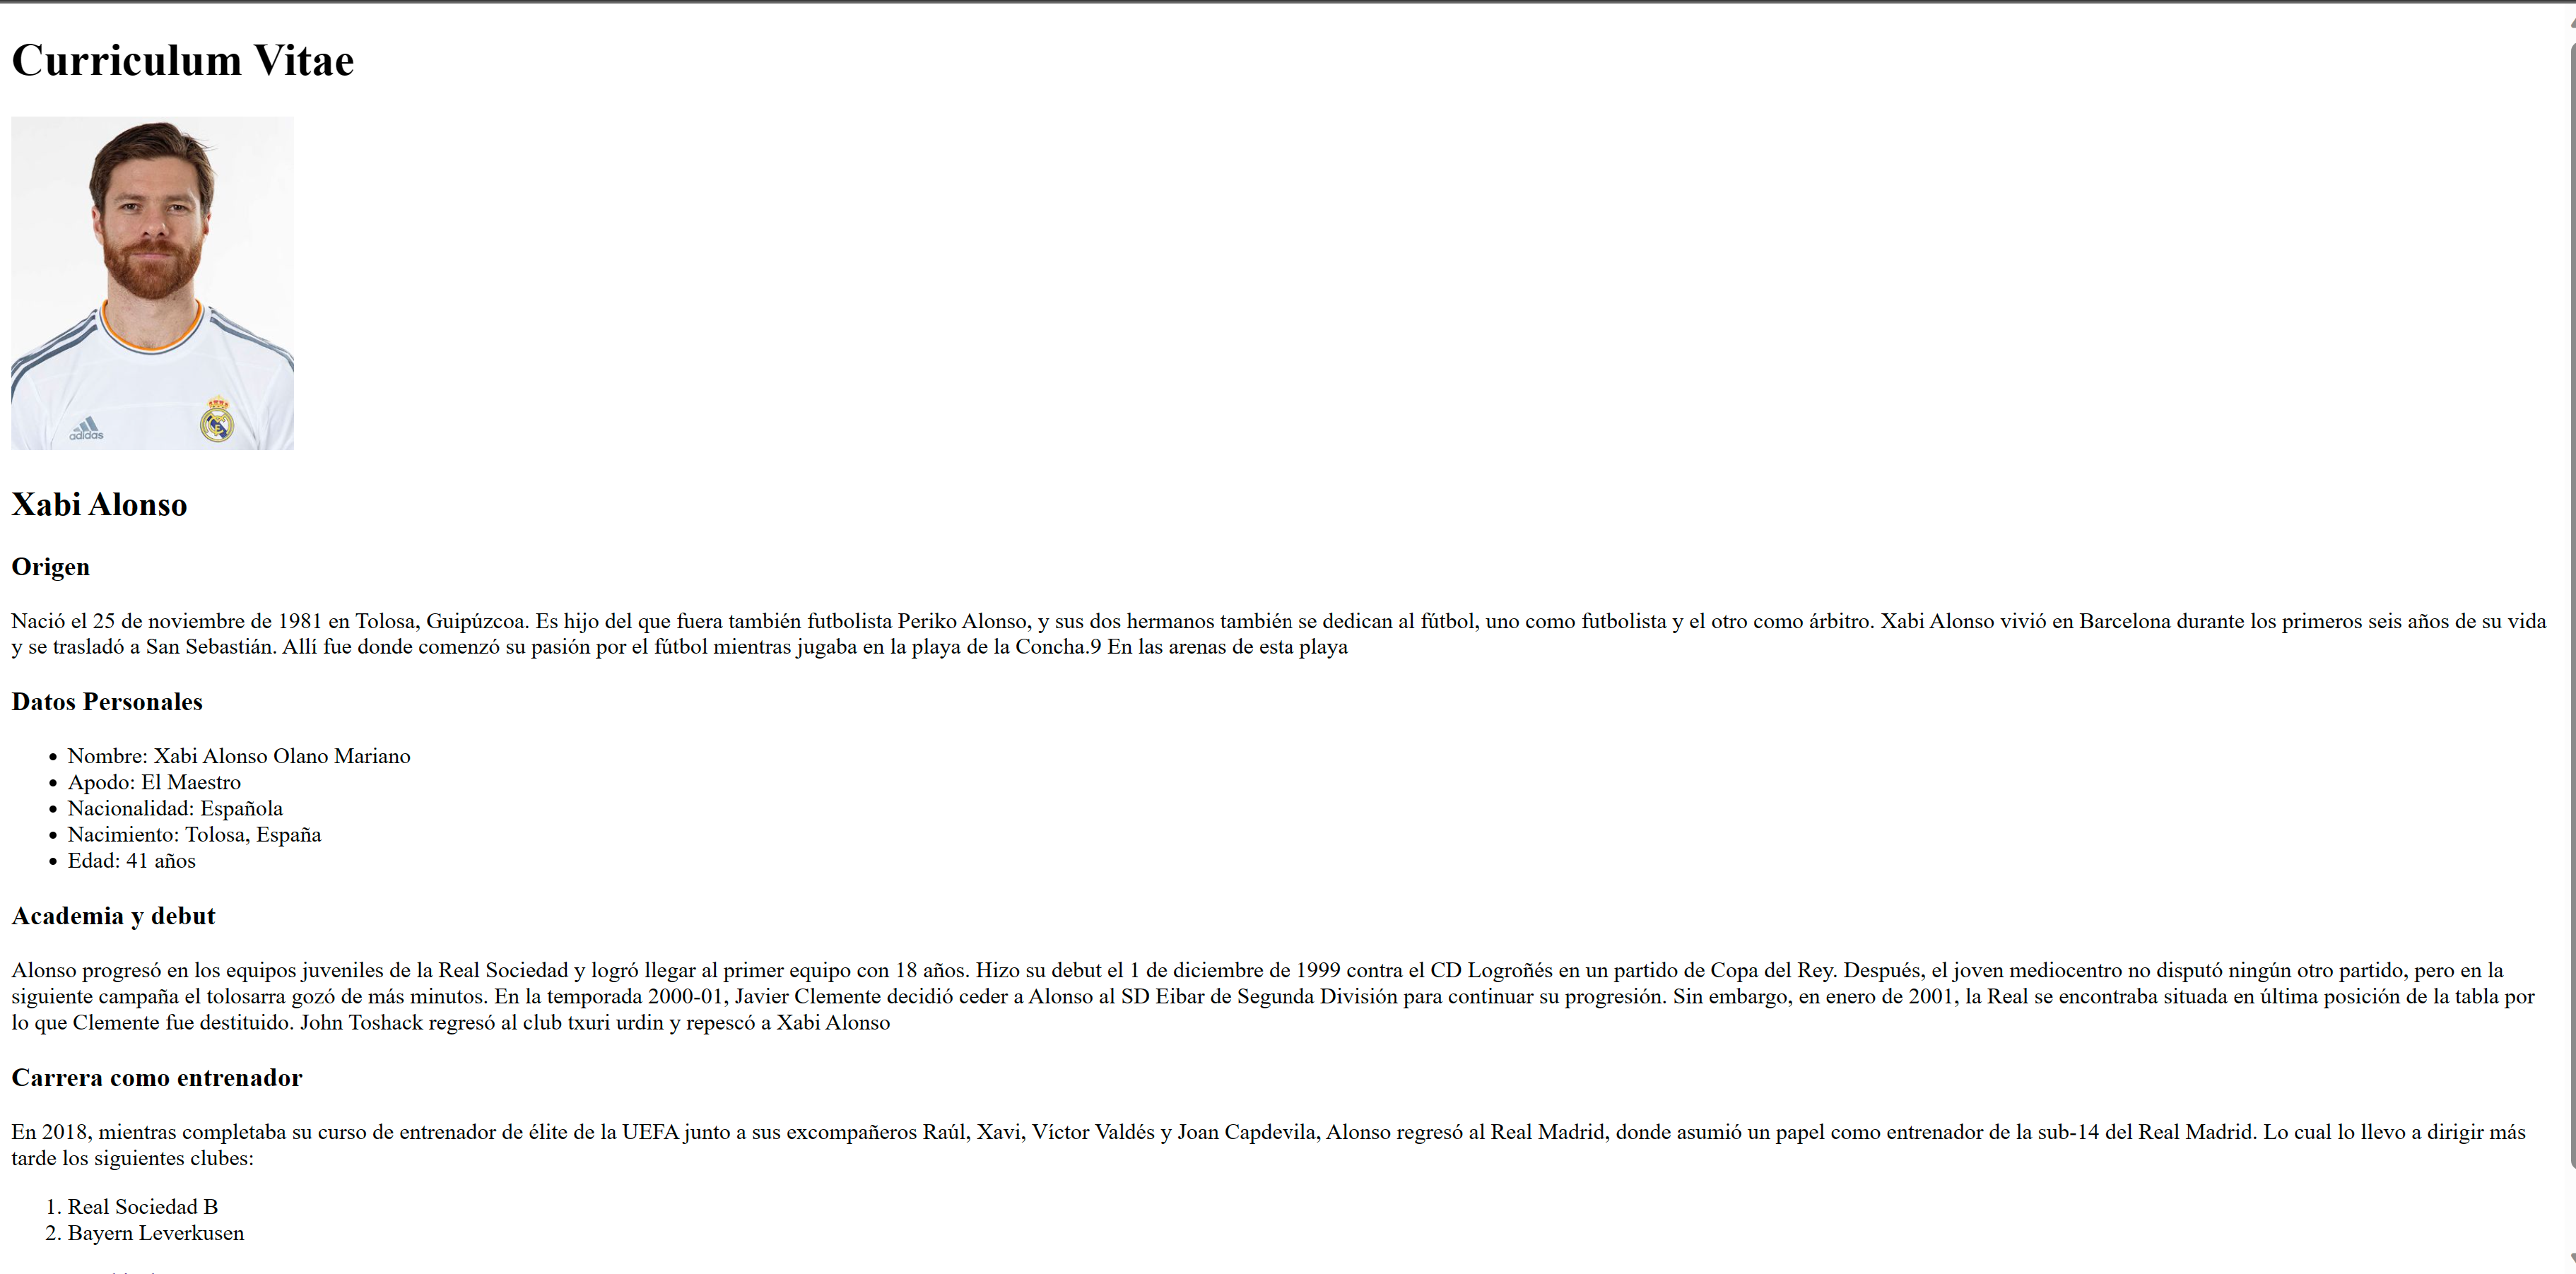 Curriculum Vitae
adidas
Xabi Alonso
Origen
Nació el 25 de noviembre de 1981 en Tolosa, Guipúzcoa. Es hijo del que fuera también futbolista Periko Alonso, y sus dos hermanos también se dedican al fútbol, uno como futbolista y el otro como árbitro. Xabi Alonso vivió en Barcelona durante los primeros seis años de su vida
y se trasladó a San Sebastián. Allí fue donde comenzó su pasión por el fútbol mientras jugaba en la playa de la Concha.9 En las arenas de esta playa
Datos Personales
• Nombre: Xabi Alonso Olano Mariano
• Apodo: El Maestro
• Nacionalidad: Española
• Nacimiento: Tolosa, España
• Edad: 41 años
Academia y debut
Alonso progresó en los equipos juveniles de la Real Sociedad y logró llegar al primer equipo con 18 años. Hizo su debut el 1 de diciembre de 1999 contra el CD Logroñés en un partido de Copa del Rey. Después, el joven mediocentro no disputó ningún otro partido, pero en la
siguiente campaña el tolosarra gozó de más minutos. En la temporada 2000-01, Javier Clemente decidió ceder a Alonso al SD Eibar de Segunda División para continuar su progresión. Sin embargo, en enero de 2001, la Real se encontraba situada en última posición de la tabla por
lo que Clemente fue destituido. John Toshack regresó al club txuri urdin y repescó a Xabi Alonso
Carrera como entrenador
En 2018, mientras completaba su curso de entrenador de élite de la UEFA junto a sus excompañeros Raúl, Xavi, Víctor Valdés y Joan Capdevila, Alonso regresó al Real Madrid, donde asumió un papel como entrenador de la sub-14 del Real Madrid. Lo cual lo llevo a dirigir más
tarde los siguientes clubes:
1. Real Sociedad B
2. Bayern Leverkusen